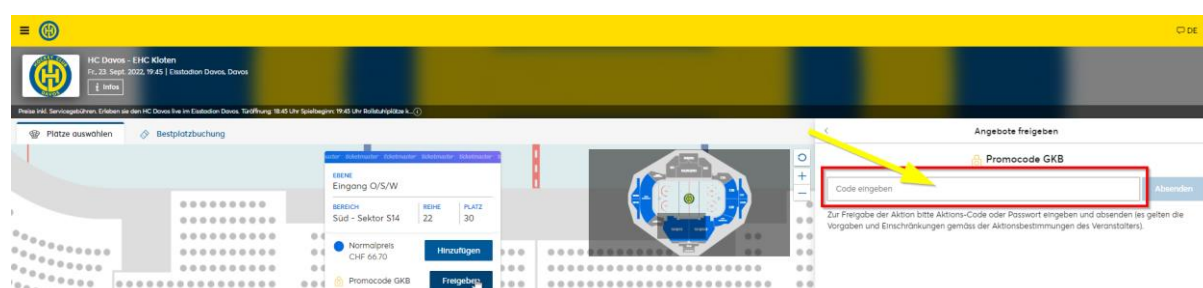 DE
HC Davos - EHC Kloten
Fr., 23. Sept. 2022, 19:45 | Eisstadion Davos, Davos
Infos
Preise inkl. Servicegebühren. Erleben sie den HC Davos live im Eisstadion Davos. Türöffnung: 18:45 Uhr Spielbeginn: 19:45 Uhr Rollstuhlplätze k...
Plätze auswählen
Bestplatzbuchung
ticketmaster ticketmaster ticketmaster ticketmaster
EBENE
Eingang O/S/W
BEREICH REIHE PLATZ
Süd - Sektor S14 22 30
Normalpreis
CHF 66.70
Hinzufügen
Promocode GKB
Freigeben
Angebote freigeben
Promocode GKB
Code eingeben
Absenden
Zur Freigabe der Aktion bitte Aktions-Code oder Passwort eingeben und absenden (es gelten die
Vorgaben und Einschränkungen gemäss der Aktionsbestimmungen des Veranstalters).